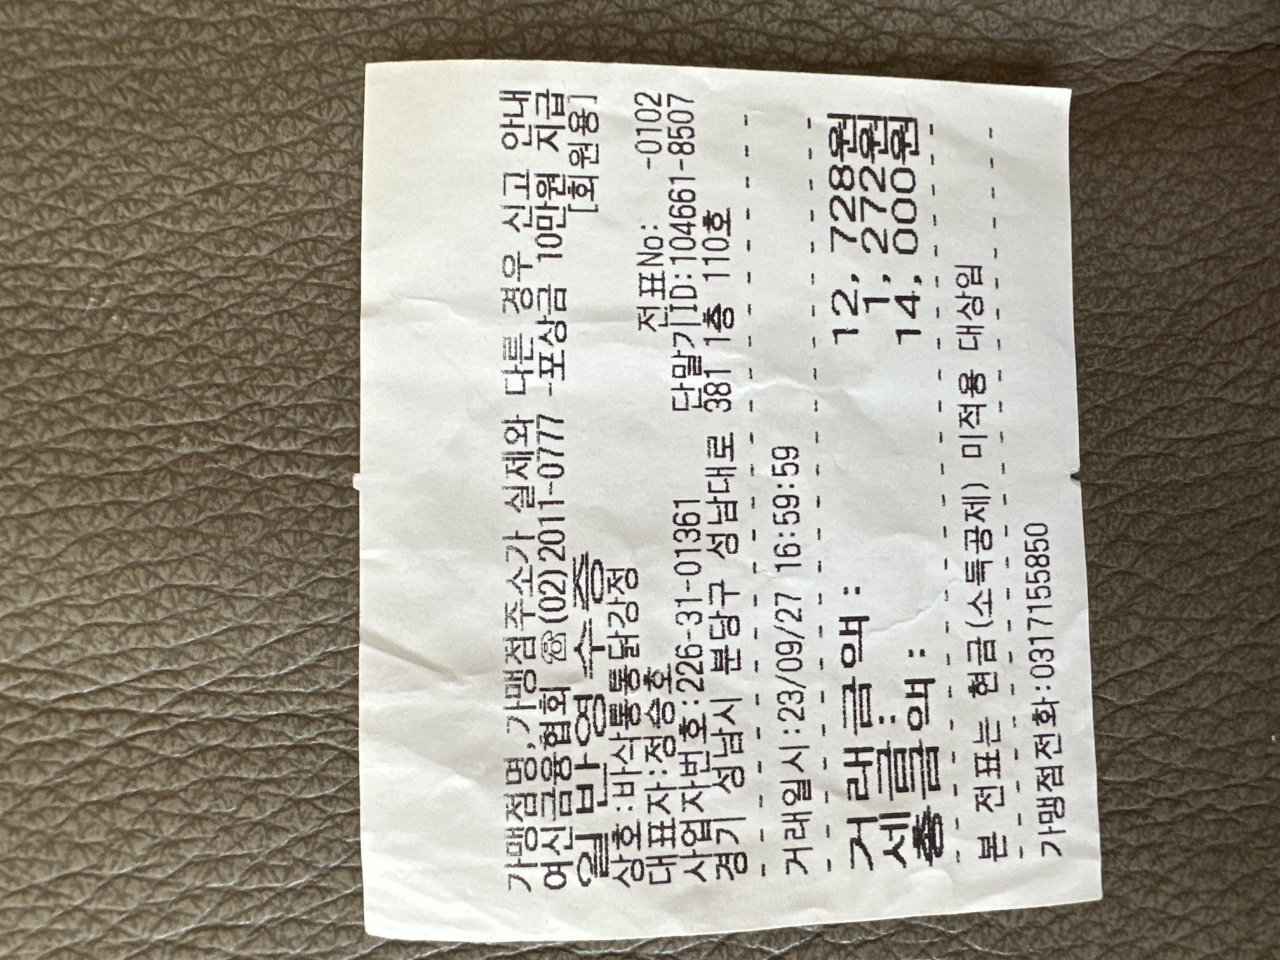 가맹점명,가맹점주소가 실제와 다른 경우 신고 안내
여신금융협회 ☏(02)2011-0777 -포상금 10만원 지급
일반영수증 [회원용]
상호:바삭통통닭강정 전표No: -0102
대표자:정승호 단말기ID:104661-8507
사업자번호:226-31-01361
경기 성남시 분당구 성남대로 381 1층 110호
거래일시:23/09/27 16:59:59
거래금액: 12,728원
세금: 1,272원
총액: 14,000원
본 전표는 현금(소득공제) 미적용 대상임
가맹점전화:0317155850